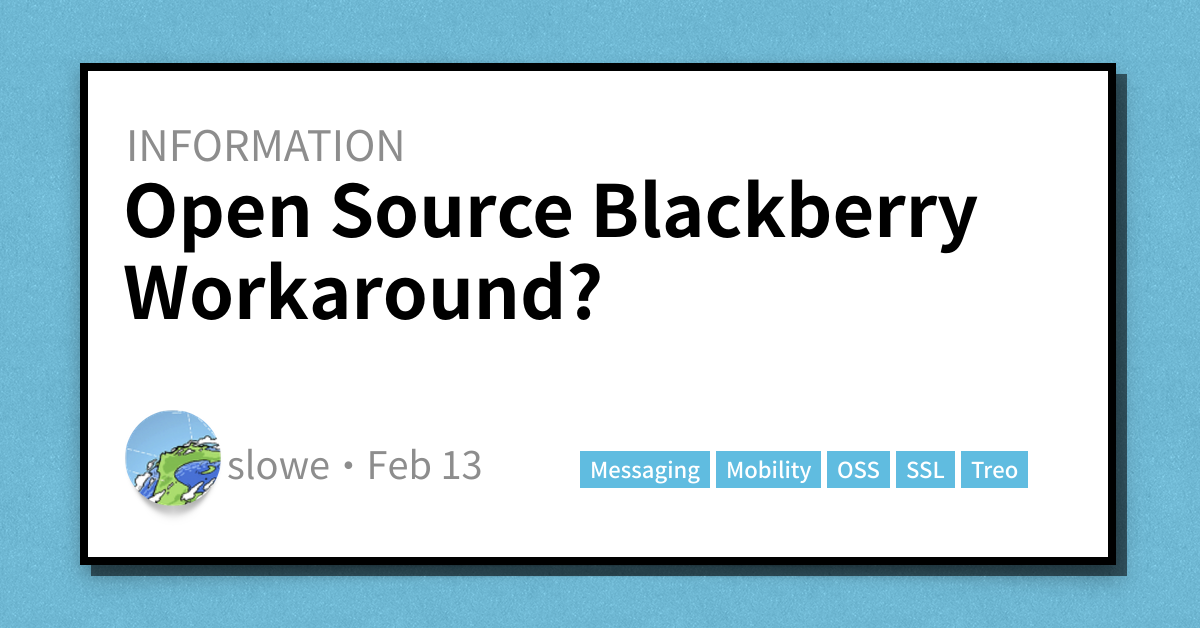 INFORMATION
Open Source Blackberry
Workaround?
slowe • Feb 13
Messaging Mobility OSS SSL Treo